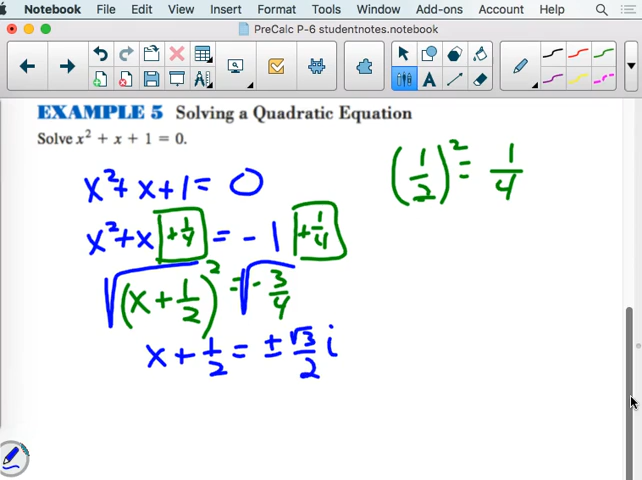 Notebook File Edit View Insert Format Tools Window Add-ons Account Help
PreCalc P-6 studentnotes.notebook
A
EXAMPLE 5 Solving a Quadratic Equation
Solve x² + x + 1 = 0.
(1/2)² = 1/4
x² + x + 1 = 0
x² + x + 1/4 = -1 + 1/4
√(x + 1/2)² = √-3/4
x + 1/2 = ± √3/2 i